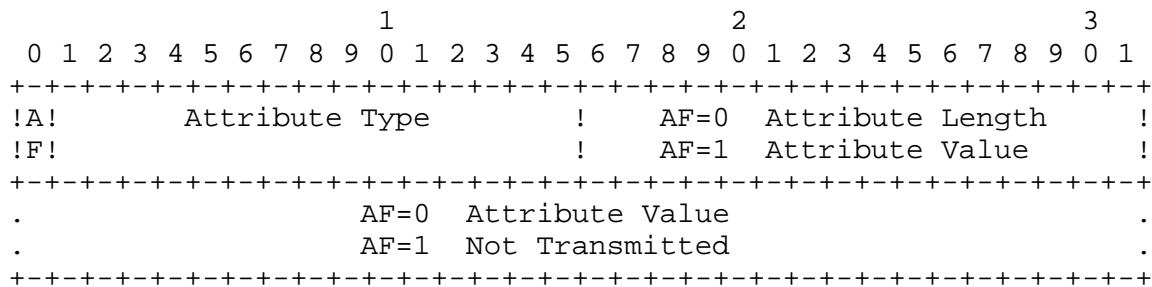 1                   2                   3
 0 1 2 3 4 5 6 7 8 9 0 1 2 3 4 5 6 7 8 9 0 1 2 3 4 5 6 7 8 9 0 1
+-+-+-+-+-+-+-+-+-+-+-+-+-+-+-+-+-+-+-+-+-+-+-+-+-+-+-+-+-+-+-+-+
!A!       Attribute Type        !    AF=0  Attribute Length     !
!F!                             !    AF=1  Attribute Value      !
+-+-+-+-+-+-+-+-+-+-+-+-+-+-+-+-+-+-+-+-+-+-+-+-+-+-+-+-+-+-+-+-+
.                   AF=0  Attribute Value                       .
.                   AF=1  Not Transmitted                       .
+-+-+-+-+-+-+-+-+-+-+-+-+-+-+-+-+-+-+-+-+-+-+-+-+-+-+-+-+-+-+-+-+